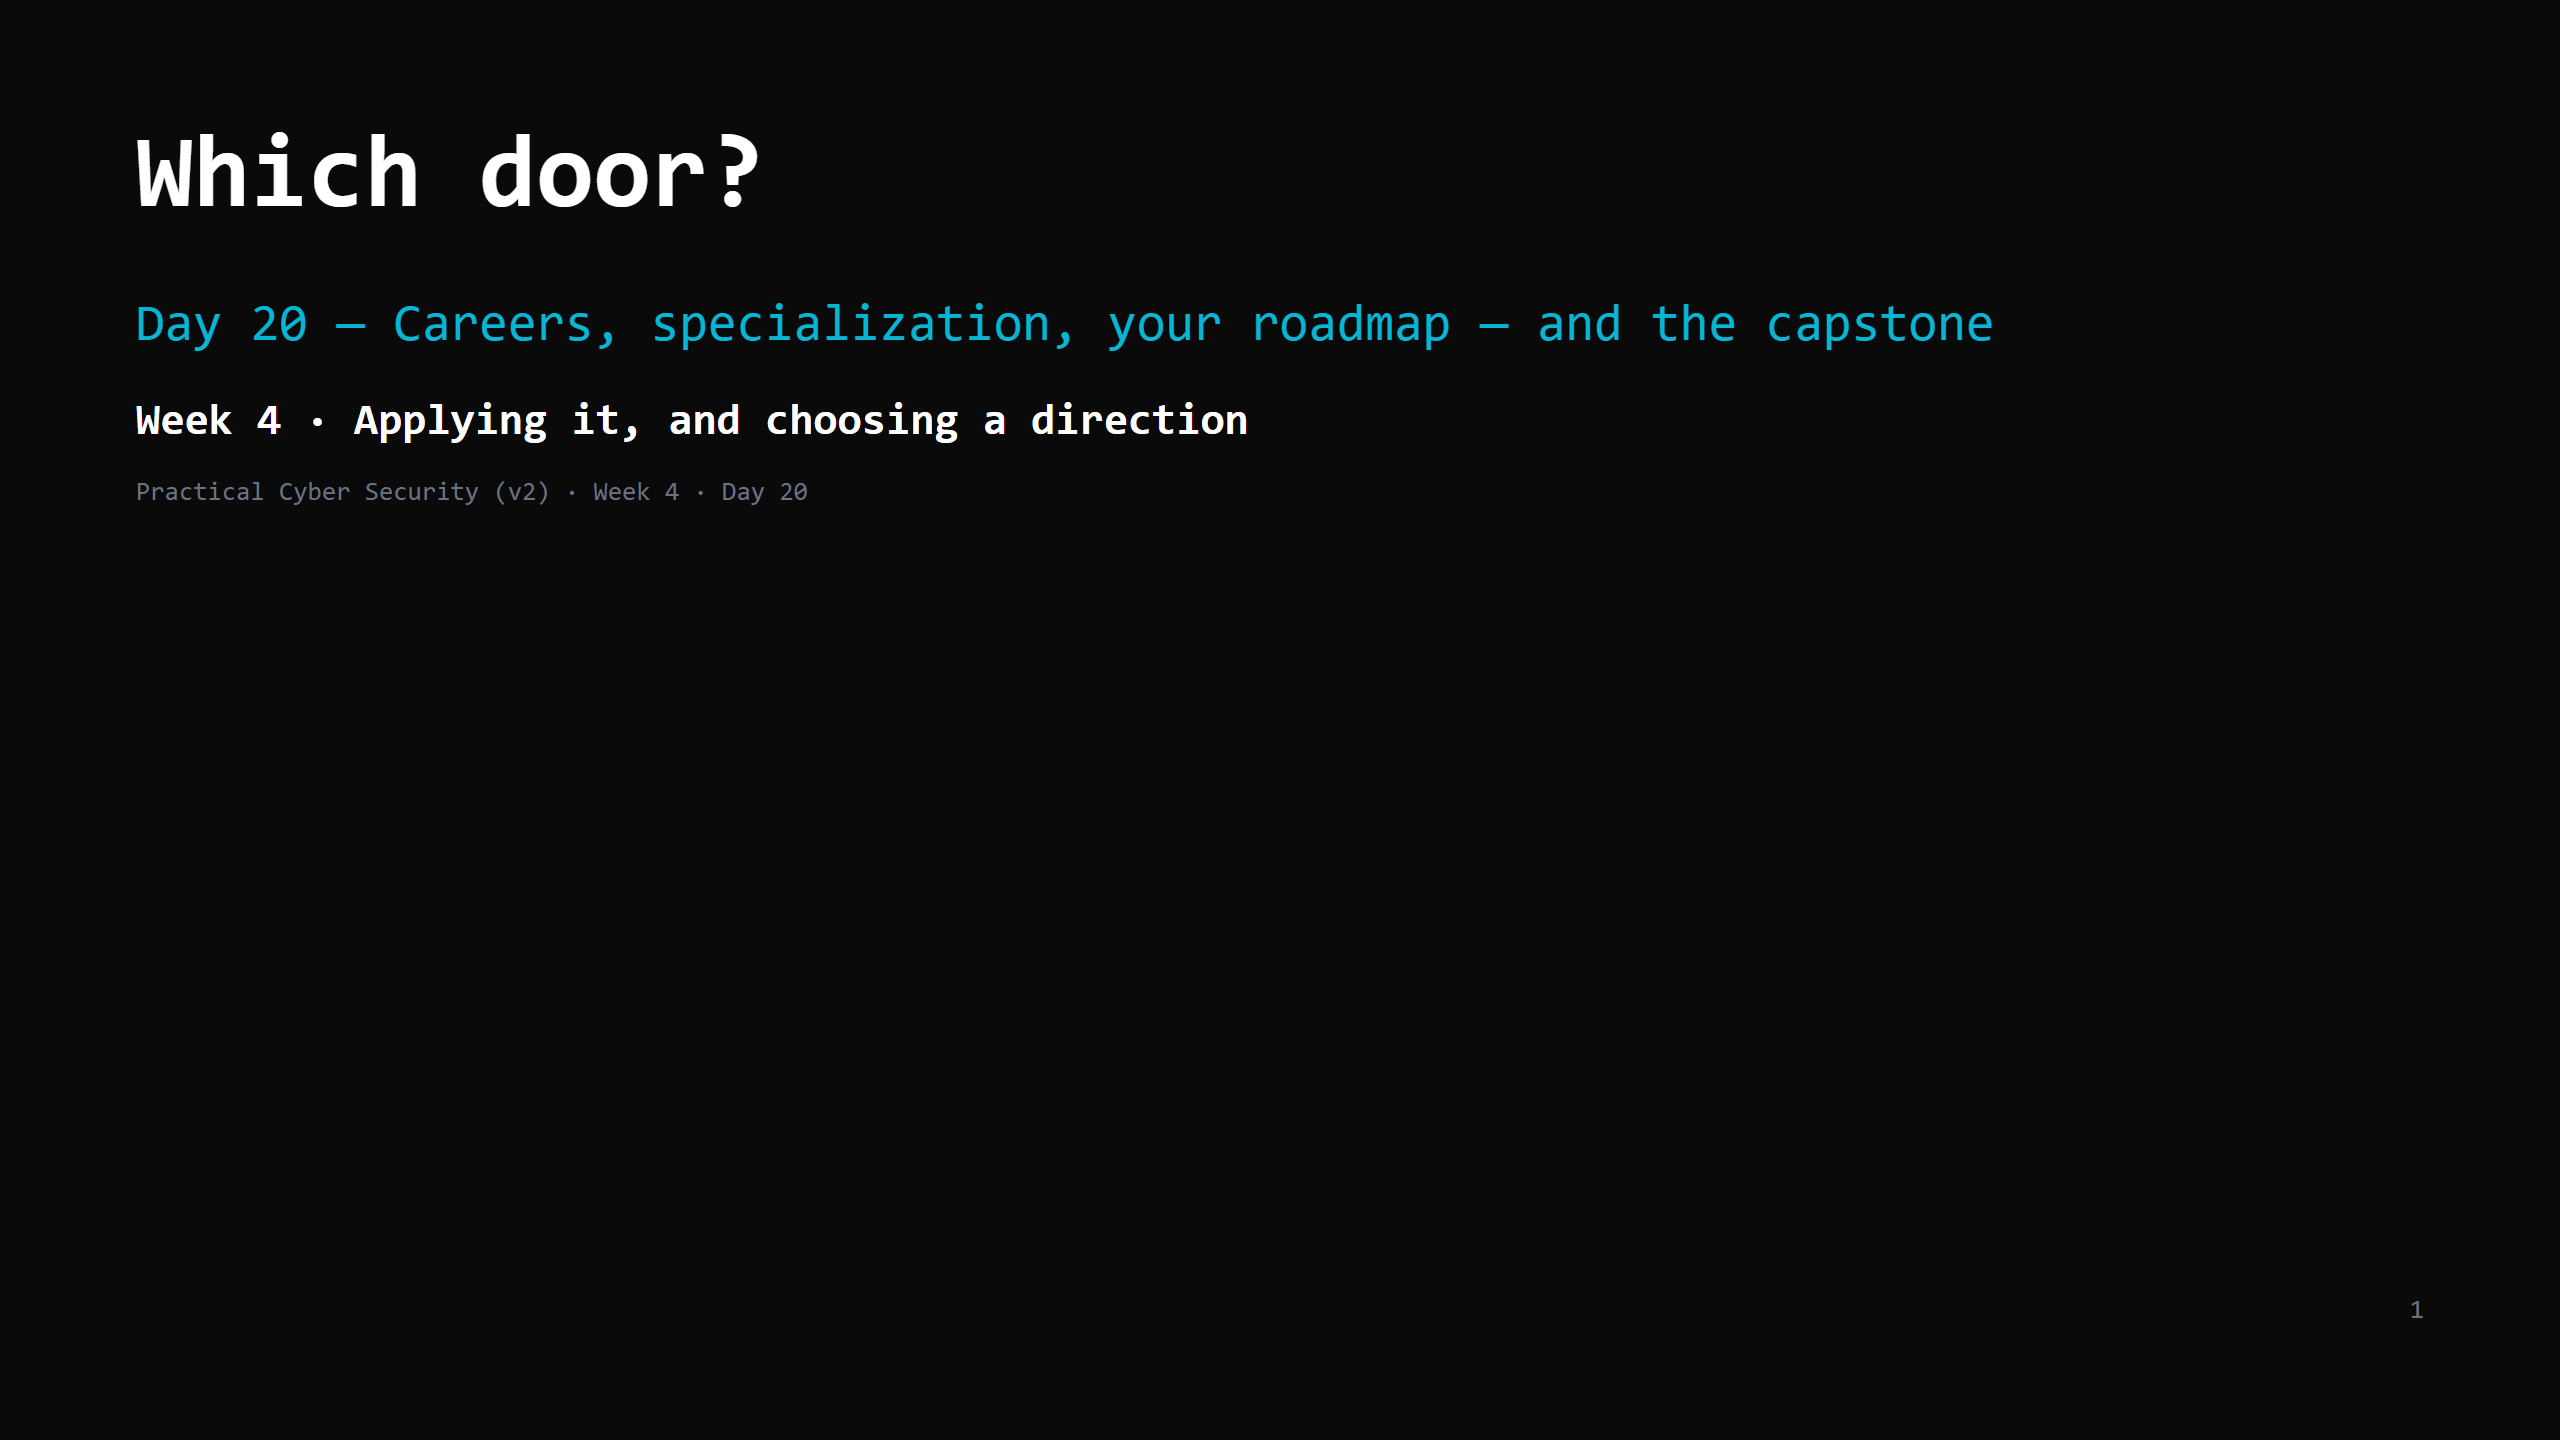 Which door?
Day 20 — Careers, specialization, your roadmap — and the capstone
Week 4 · Applying it, and choosing a direction
Practical Cyber Security (v2) · Week 4 · Day 20
1